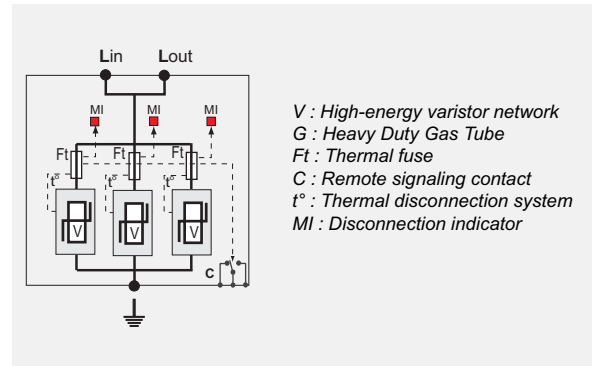 Lin Lout
MI MI MI
Ft Ft Ft
t° t° t°
V V V
C
V : High-energy varistor network
G : Heavy Duty Gas Tube
Ft : Thermal fuse
C : Remote signaling contact
t° : Thermal disconnection system
MI : Disconnection indicator